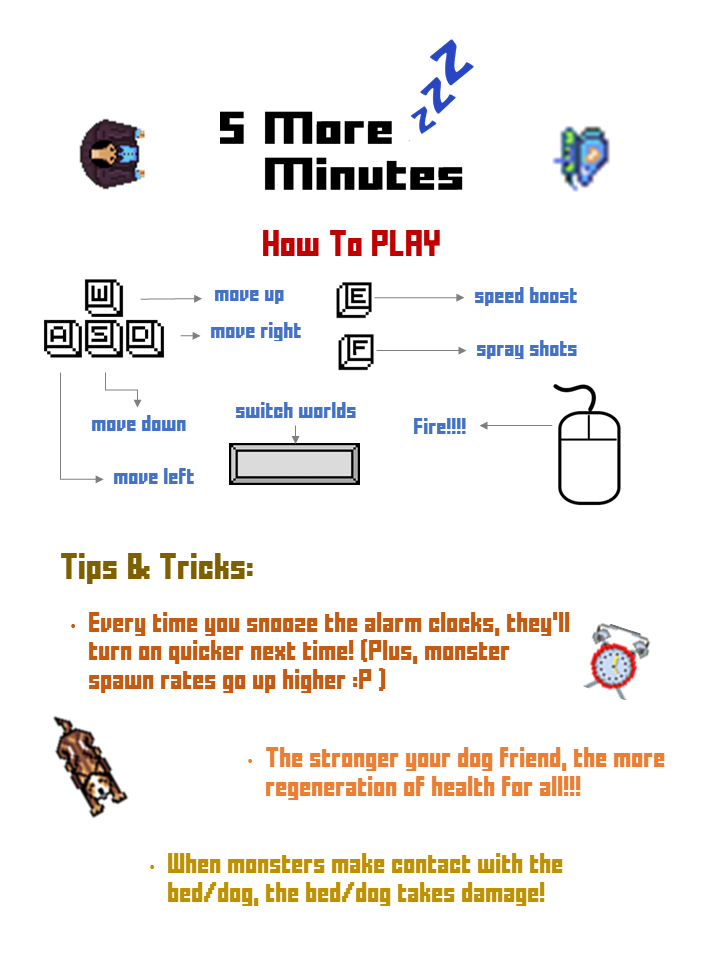 zzZ
5 More
Minutes
How To PLAY
W
move up
E
speed boost
A S D
move right
F
spray shots
move down
switch worlds
Fire!!!!
move left
Tips & Tricks:
• Every time you snooze the alarm clocks, they'll
turn on quicker next time! (Plus, monster
spawn rates go up higher :P )
• The stronger your dog friend, the more
regeneration of health for all!!!
• When monsters make contact with the
bed/dog, the bed/dog takes damage!